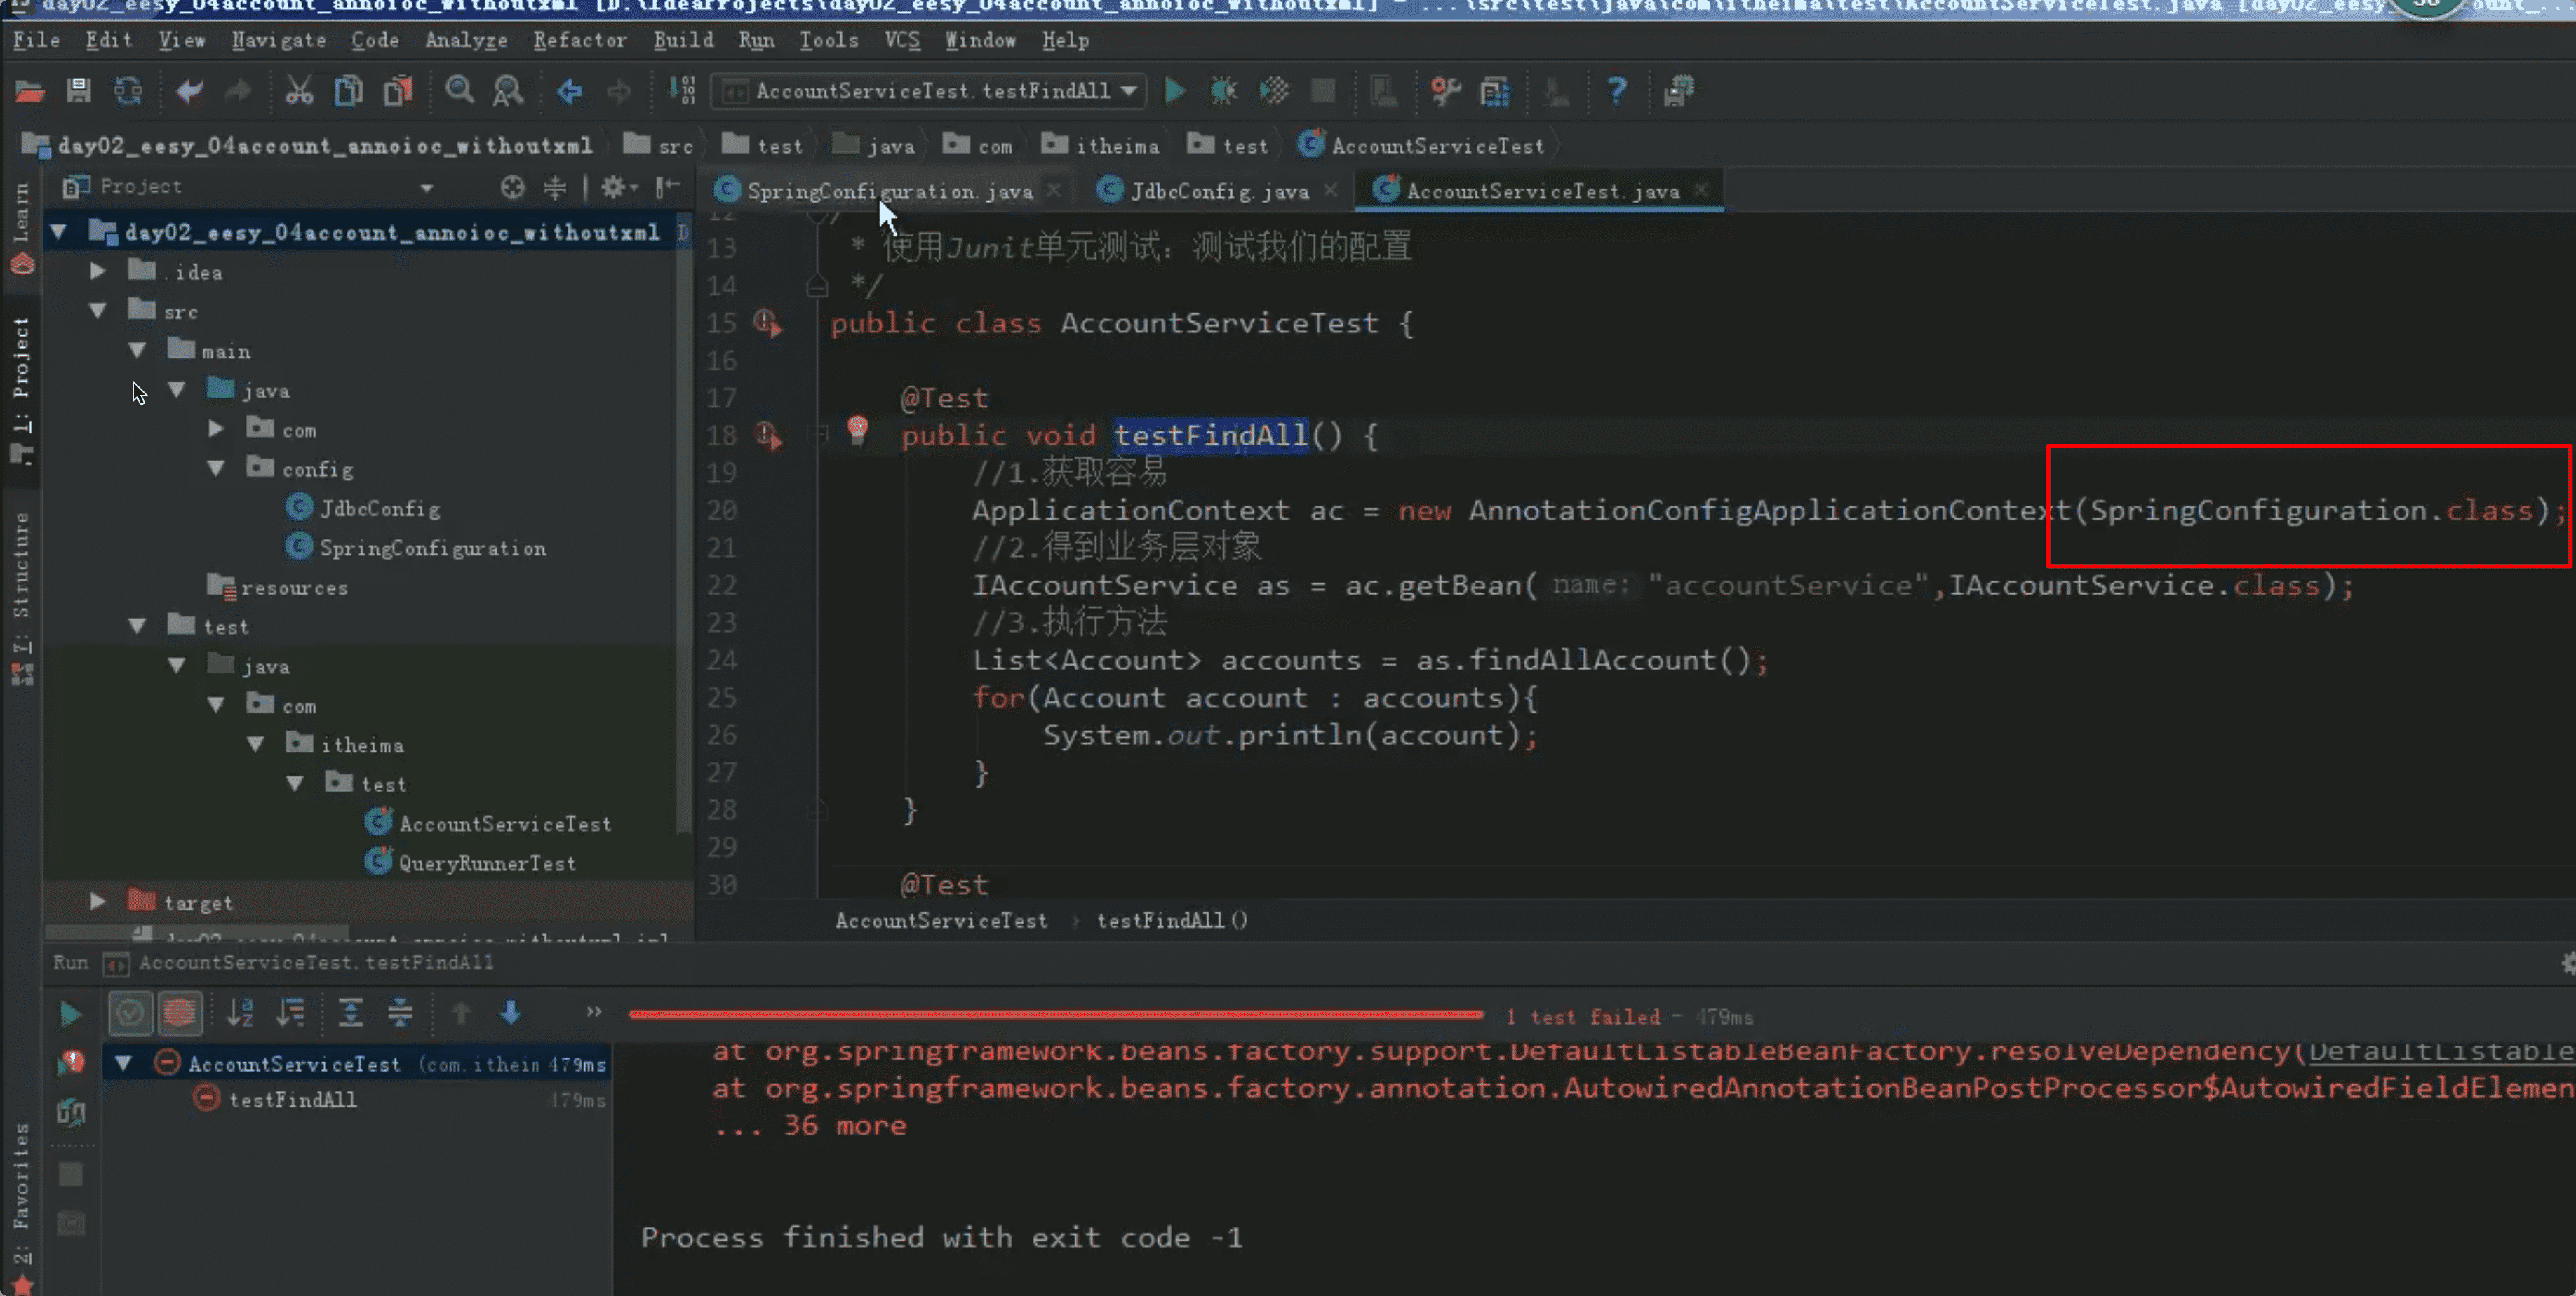 day02_eesy_04account_annoioc_withoutxml [D:\IdeaProjects\day02_eesy_04account_annoioc_withoutxml] - ...\src\test\java\com\itheima\test\AccountServiceTest.java
File Edit View Navigate Code Analyze Refactor Build Run Tools VCS Window Help
AccountServiceTest.testFindAll
day02_eesy_04account_annoioc_withoutxml src test java com itheima test AccountServiceTest
Project
SpringConfiguration.java JdbcConfig.java AccountServiceTest.java
Learn
1: Project
7: Structure
2: Favorites
day02_eesy_04account_annoioc_withoutxml D
.idea
src
main
java
com
config
JdbcConfig
SpringConfiguration
resources
test
java
com
itheima
test
AccountServiceTest
QueryRunnerTest
target
day02_eesy_04account_annoioc_withoutxml.iml
12
13 * 使用Junit单元测试：测试我们的配置
14 */
15 public class AccountServiceTest {
16
17 @Test
18 public void testFindAll() {
19 //1.获取容易
20 ApplicationContext ac = new AnnotationConfigApplicationContext(SpringConfiguration.class);
21 //2.得到业务层对象
22 IAccountService as = ac.getBean( name: "accountService",IAccountService.class);
23 //3.执行方法
24 List<Account> accounts = as.findAllAccount();
25 for(Account account : accounts){
26 System.out.println(account);
27 }
28 }
29
30 @Test
AccountServiceTest › testFindAll()
Run AccountServiceTest.testFindAll
» 1 test failed - 479ms
AccountServiceTest (com.itheim 479ms
testFindAll 479ms
at org.springframework.beans.factory.support.DefaultListableBeanFactory.resolveDependency(DefaultListable
at org.springframework.beans.factory.annotation.AutowiredAnnotationBeanPostProcessor$AutowiredFieldElemen
... 36 more
Process finished with exit code -1